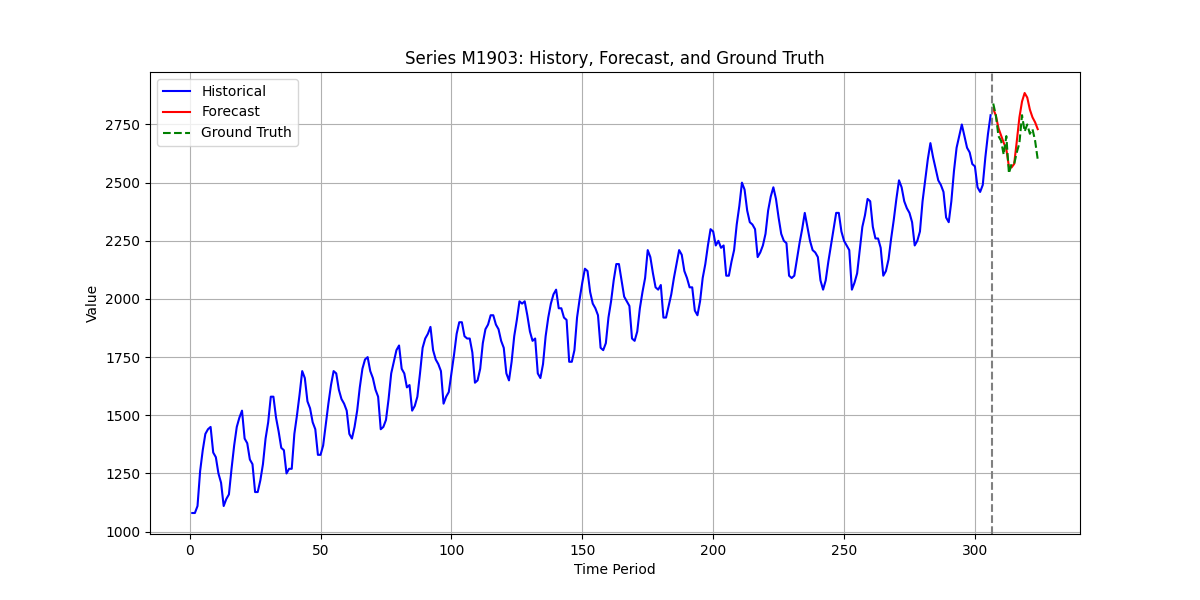 Series M1903: History, Forecast, and Ground Truth
Historical
Forecast
Ground Truth
2750
2500
2250
2000
1750
1500
1250
1000
Value
0 50 100 150 200 250 300
Time Period